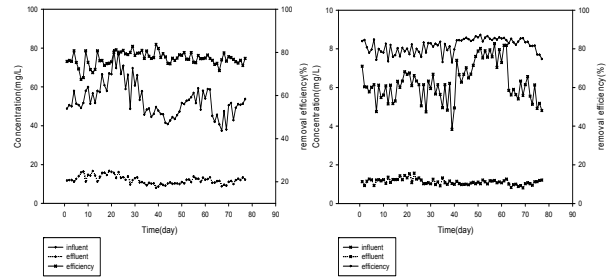 100
100
80
80
60
60
40
40
20
20
0
Concentration(mg/L)
removal efficiency(%)
0 10 20 30 40 50 60 70 80 90
Time(day)
influent
effluent
efficiency
10
100
8
80
6
60
4
40
2
20
0
0
Concentration(mg/L)
removal efficiency(%)
0 10 20 30 40 50 60 70 80 90
Time(day)
influent
effluent
efficiency